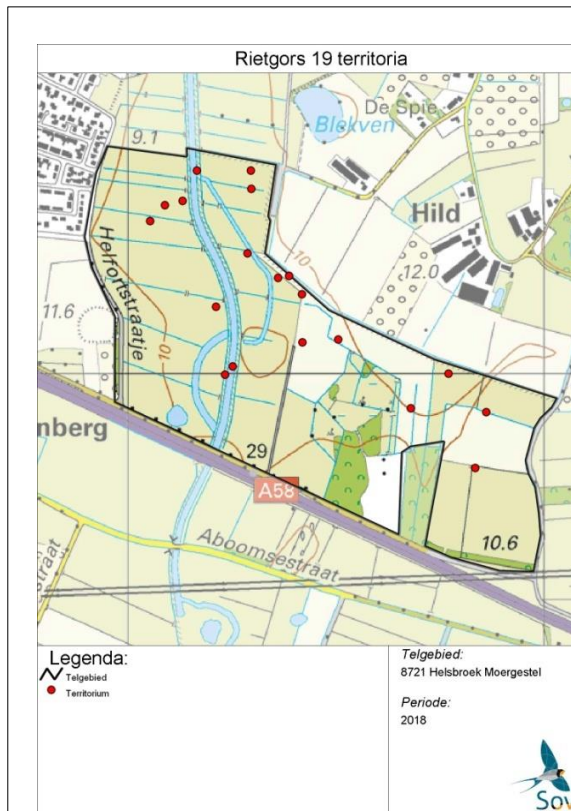 Rietgors 19 territoria
De Spie
Blekven
9.1
Hild
12.0
10
Helfortstraatje
11.6
10
nberg
29
A58
10.6
Aboomsestraat
straat
Legenda:
Telgebied
Territorium
Telgebied:
8721 Helsbroek Moergestel
Periode:
2018
Sov